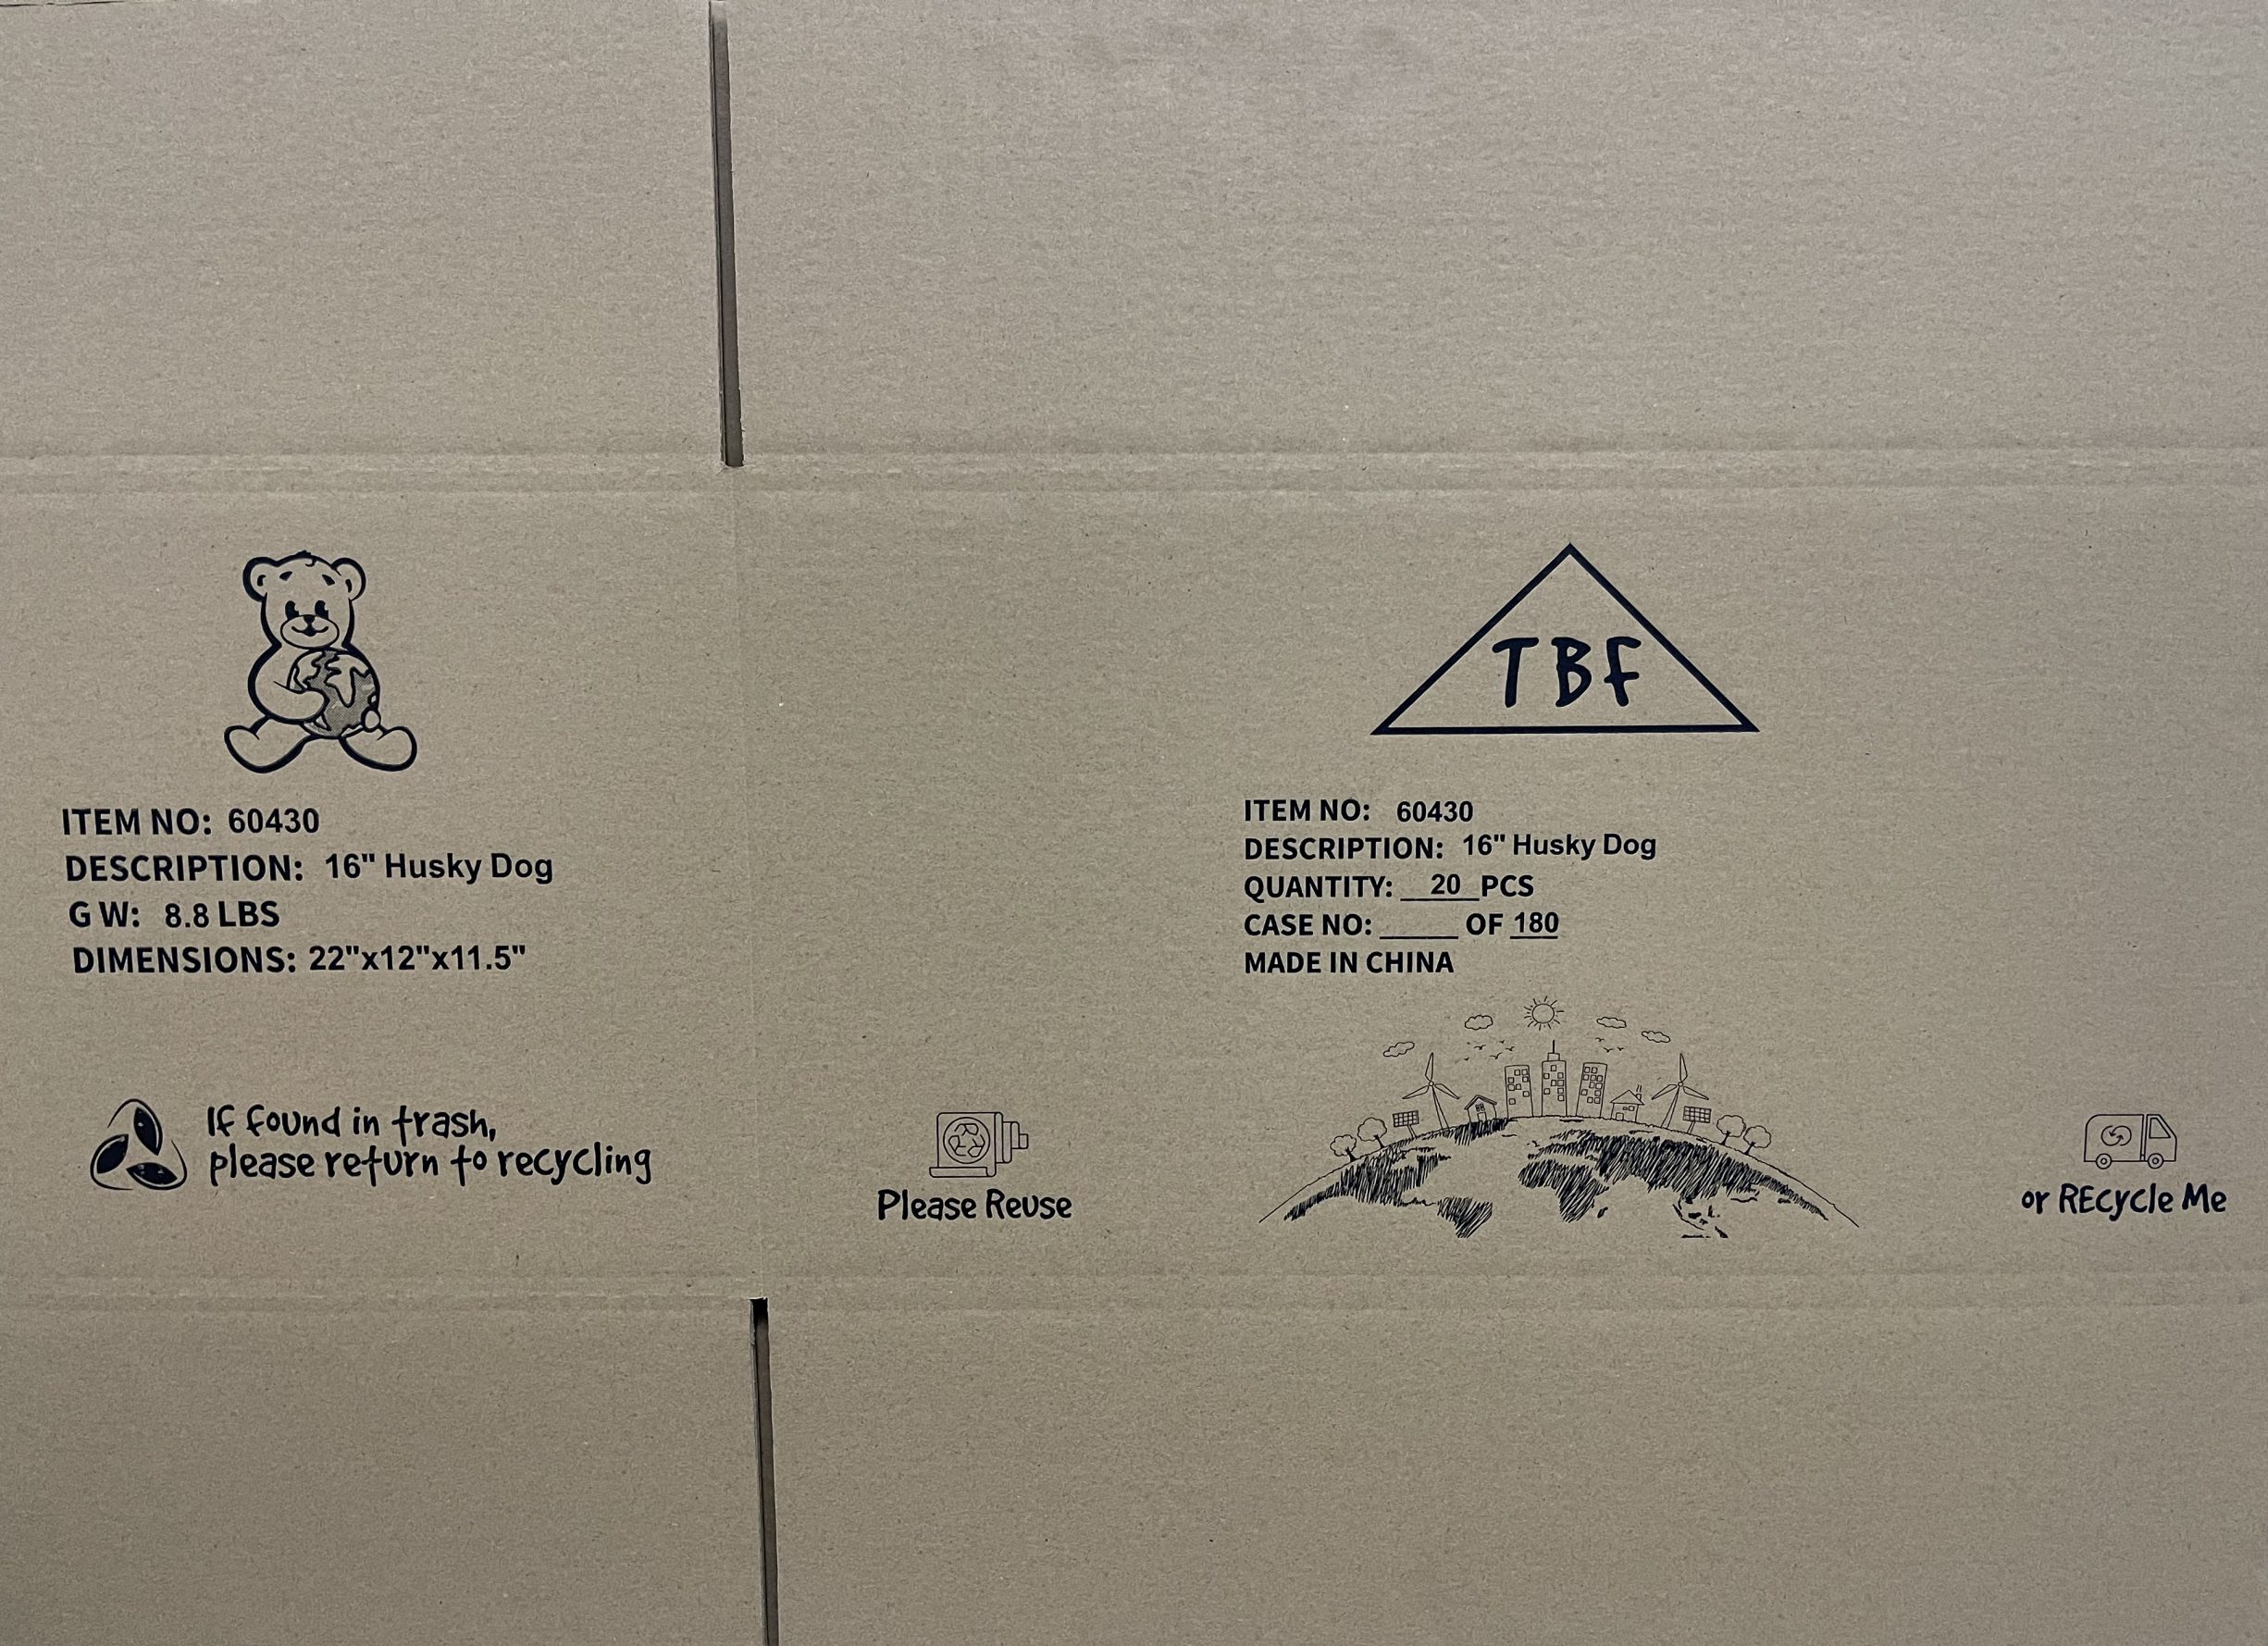 ITEM NO: 60430
DESCRIPTION: 16" Husky Dog
G W: 8.8 LBS
DIMENSIONS: 22"x12"x11.5"
If found in trash,
please return to recycling
Please Reuse
TBF
ITEM NO: 60430
DESCRIPTION: 16" Husky Dog
QUANTITY: __20__PCS
CASE NO: _____ OF 180
MADE IN CHINA
or REcycle Me